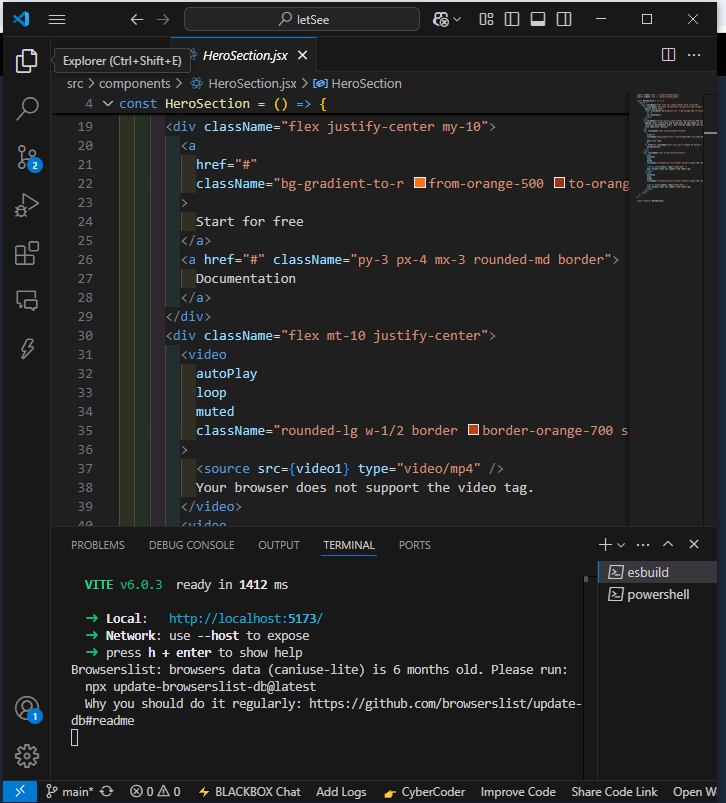 letSee
Explorer (Ctrl+Shift+E)
HeroSection.jsx
src > components > HeroSection.jsx > HeroSection
4 const HeroSection = () => {
19 <div className="flex justify-center my-10">
20 <a
21 href="#"
22 className="bg-gradient-to-r from-orange-500 to-orang
23 >
24 Start for free
25 </a>
26 <a href="#" className="py-3 px-4 mx-3 rounded-md border">
27 Documentation
28 </a>
29 </div>
30 <div className="flex mt-10 justify-center">
31 <video
32 autoPlay
33 loop
34 muted
35 className="rounded-lg w-1/2 border border-orange-700 s
36 >
37 <source src={video1} type="video/mp4" />
38 Your browser does not support the video tag.
39 </video>
40 <video
2
1
PROBLEMS DEBUG CONSOLE OUTPUT TERMINAL PORTS
VITE v6.0.3 ready in 1412 ms
➜ Local: http://localhost:5173/
➜ Network: use --host to expose
➜ press h + enter to show help
Browserslist: browsers data (caniuse-lite) is 6 months old. Please run:
npx update-browserslist-db@latest
Why you should do it regularly: https://github.com/browserslist/update-
db#readme
esbuild
powershell
main* 0 0 BLACKBOX Chat Add Logs CyberCoder Improve Code Share Code Link Open W